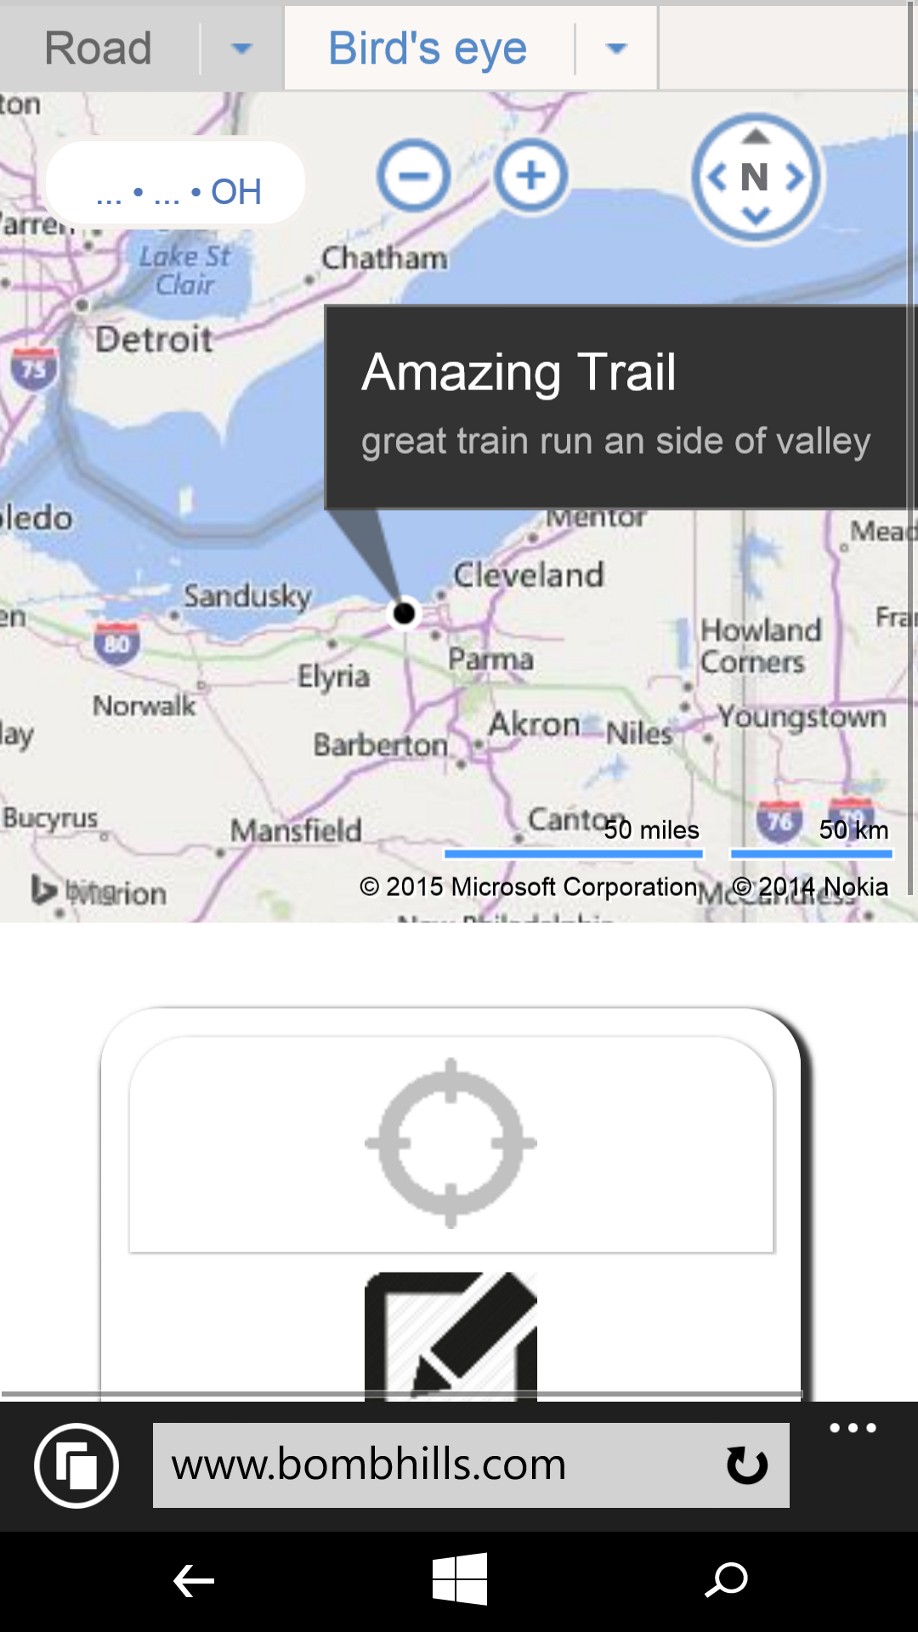 Road
Bird's eye
ton
... • ... • OH
N
Lake St
Clair
Chatham
Detroit
75
Amazing Trail
great train run an side of valley
ledo
Mentor
Mead
Cleveland
Sandusky
en
Fra
80
Howland
Corners
Parma
Elyria
Norwalk
Akron
Niles
Youngstown
lay
Barberton
Bucyrus
Mansfield
Canton
50 miles
76
50 km
© 2015 Microsoft Corporation
© 2014 Nokia
www.bombhills.com